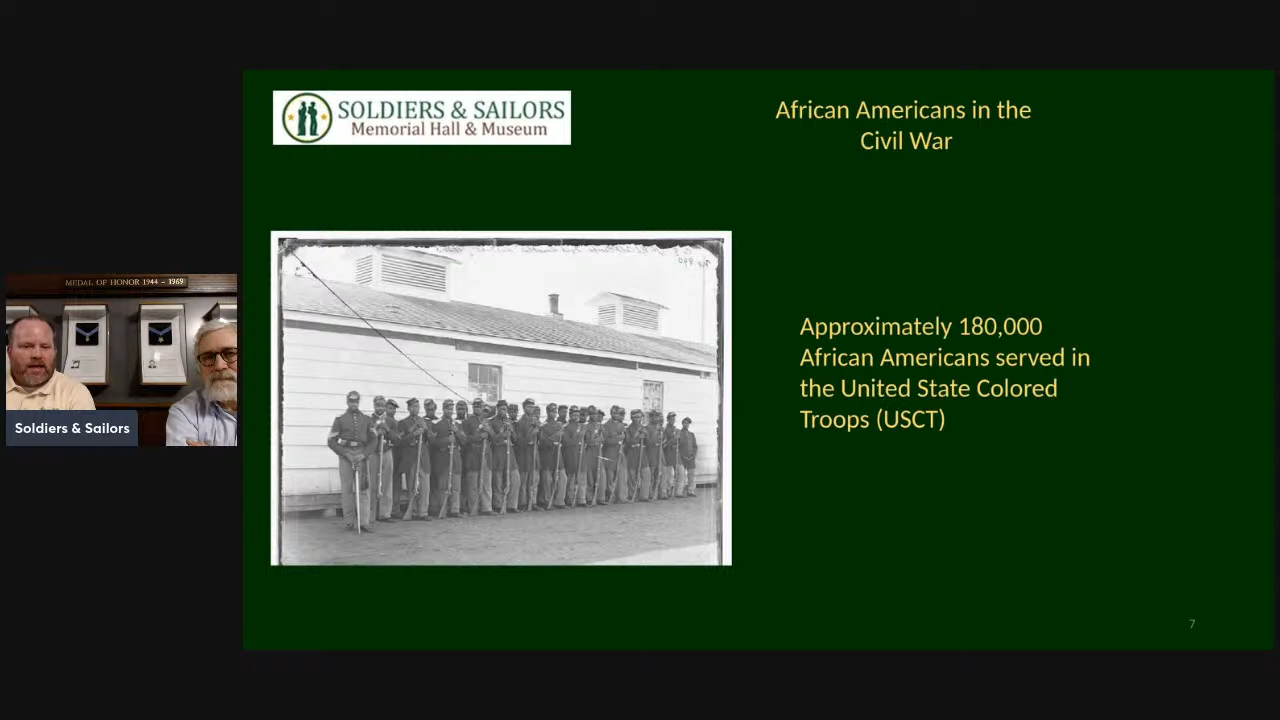 MEDAL OF HONOR 1944 – 1969
Soldiers & Sailors
SOLDIERS & SAILORS
Memorial Hall & Museum
African Americans in the
Civil War
Approximately 180,000
African Americans served in
the United State Colored
Troops (USCT)
7